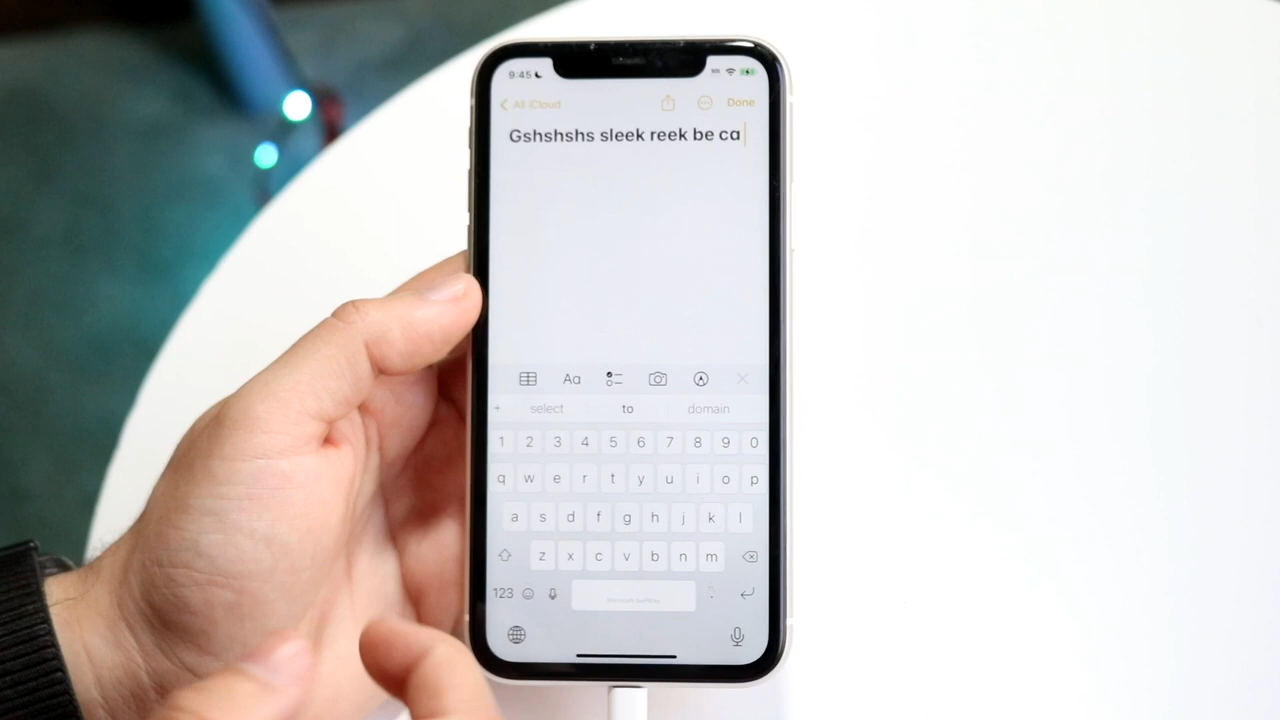 9:45
All iCloud Done
Gshshshs sleek reek be ca
select to domain
1 2 3 4 5 6 7 8 9 0
q w e r t y u i o p
a s d f g h j k l
z x c v b n m
123